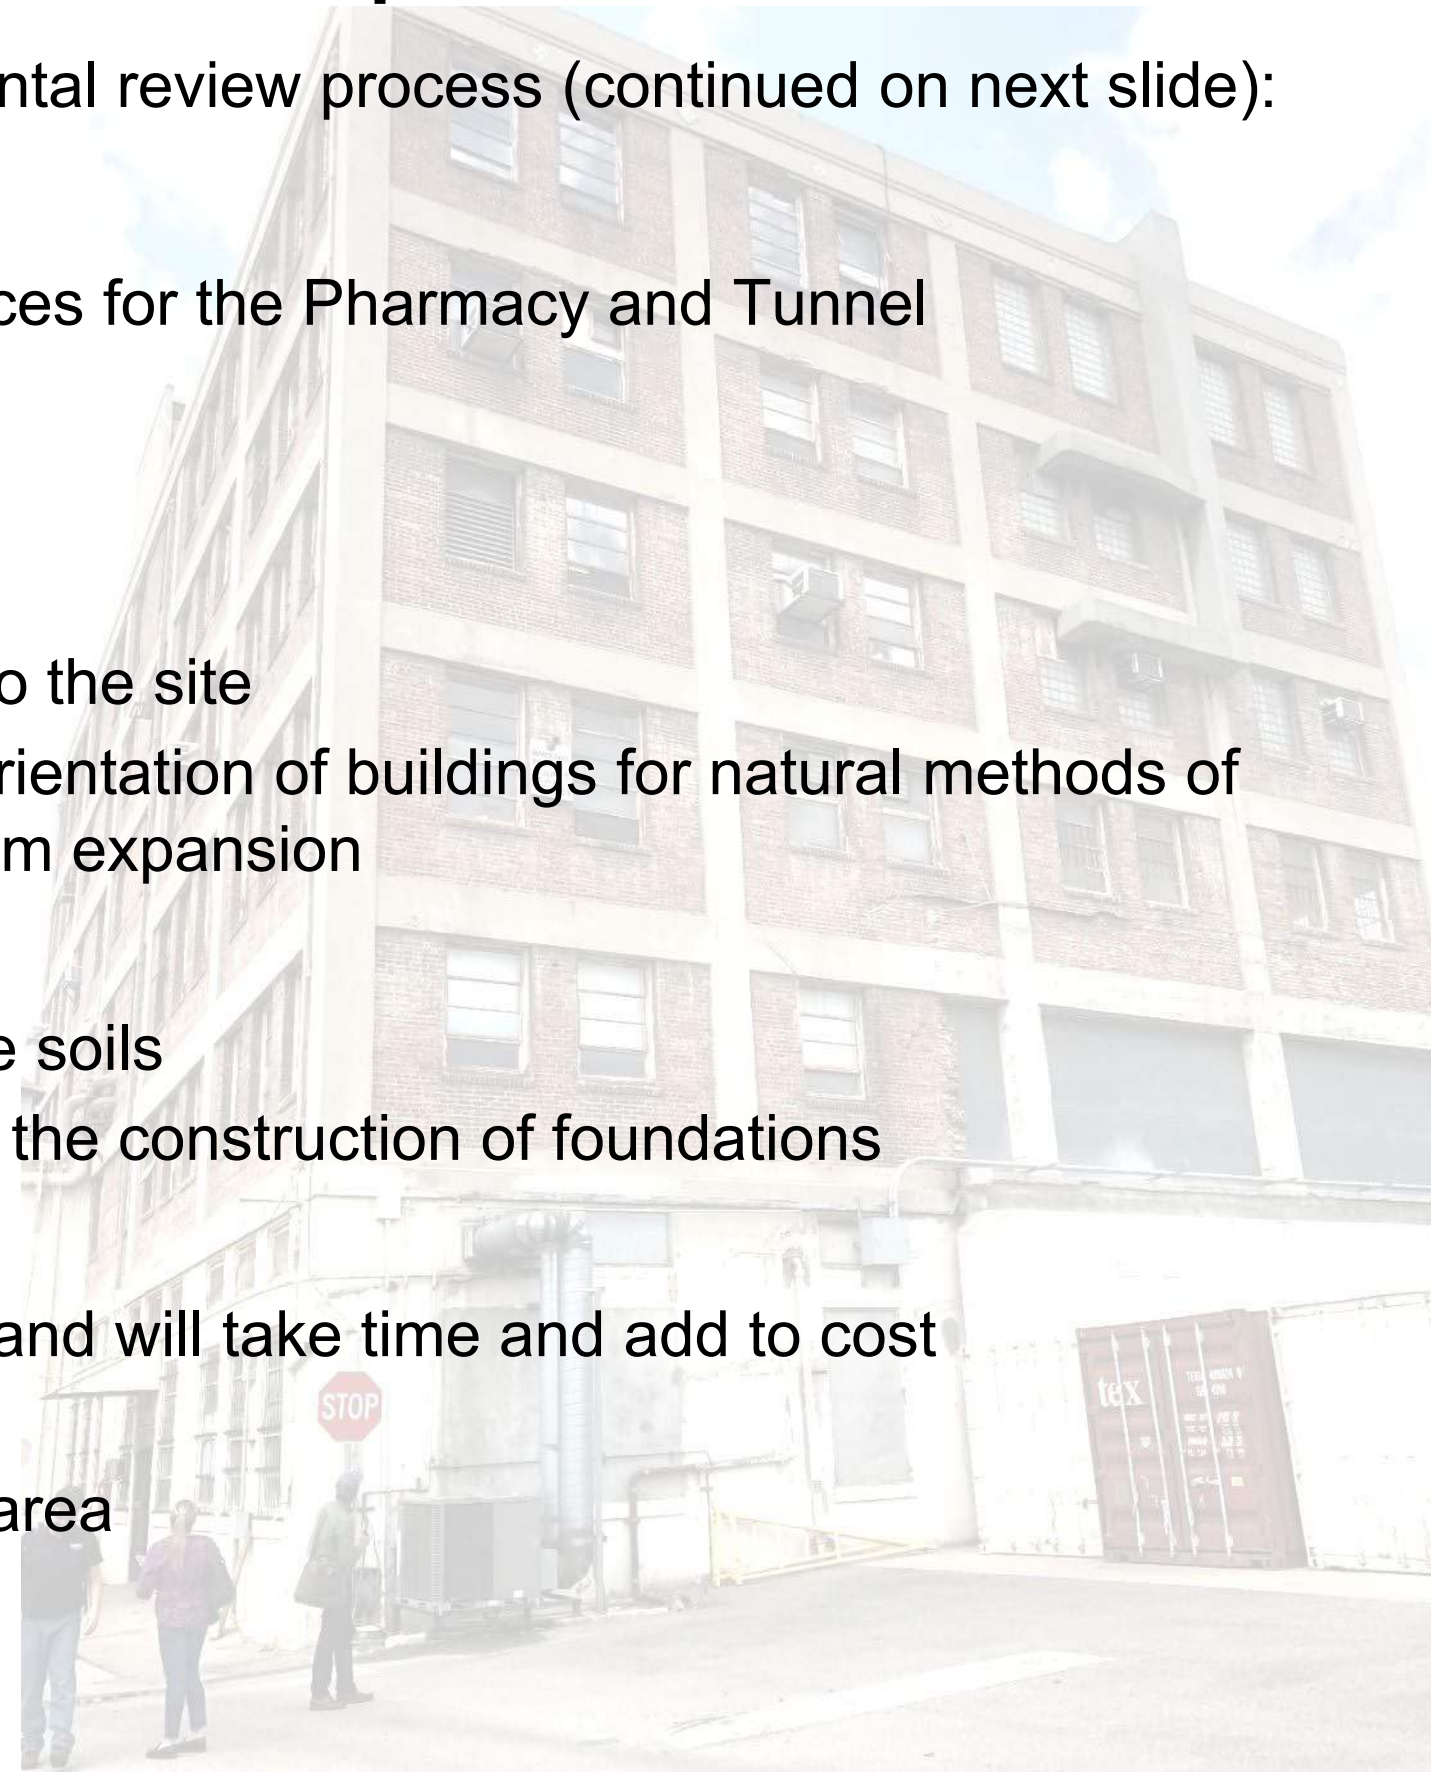 ntal review process (continued on next slide):
ces for the Pharmacy and Tunnel
o the site
rientation of buildings for natural methods of
m expansion
e soils
the construction of foundations
and will take time and add to cost
STOP
tex
area